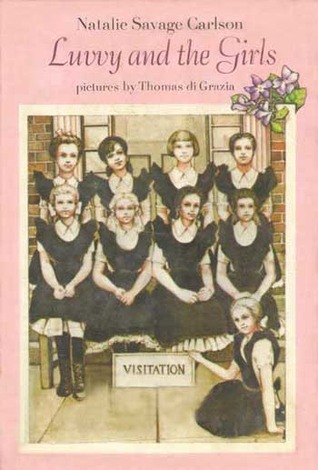 Natalie Savage Carlson
Luvvy and the Girls
pictures by Thomas di Grazia
VISITATION